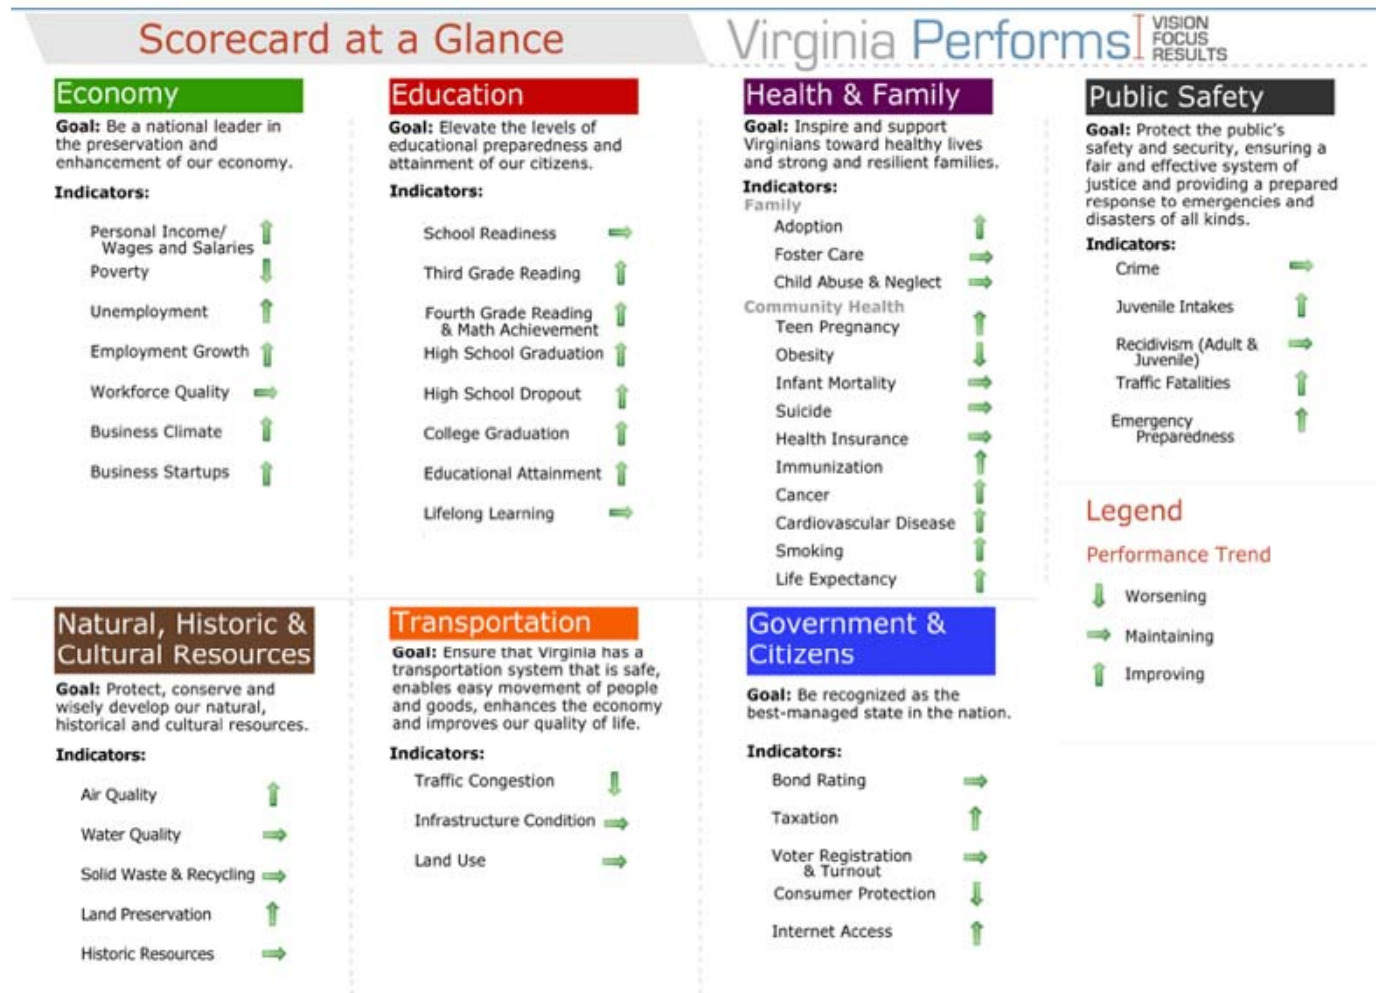 Scorecard at a Glance
Virginia Performs
VISION
FOCUS
RESULTS
Economy
Goal: Be a national leader in
the preservation and
enhancement of our economy.
Indicators:
Personal Income/
Wages and Salaries
Poverty
Unemployment
Employment Growth
Workforce Quality
Business Climate
Business Startups
Education
Goal: Elevate the levels of
educational preparedness and
attainment of our citizens.
Indicators:
School Readiness
Third Grade Reading
Fourth Grade Reading
& Math Achievement
High School Graduation
High School Dropout
College Graduation
Educational Attainment
Lifelong Learning
Health & Family
Goal: Inspire and support
Virginians toward healthy lives
and strong and resilient families.
Indicators:
Family
Adoption
Foster Care
Child Abuse & Neglect
Community Health
Teen Pregnancy
Obesity
Infant Mortality
Suicide
Health Insurance
Immunization
Cancer
Cardiovascular Disease
Smoking
Life Expectancy
Public Safety
Goal: Protect the public's
safety and security, ensuring a
fair and effective system of
justice and providing a prepared
response to emergencies and
disasters of all kinds.
Indicators:
Crime
Juvenile Intakes
Recidivism (Adult &
Juvenile)
Traffic Fatalities
Emergency
Preparedness
Legend
Performance Trend
Worsening
Maintaining
Improving
Natural, Historic &
Cultural Resources
Goal: Protect, conserve and
wisely develop our natural,
historical and cultural resources.
Indicators:
Air Quality
Water Quality
Solid Waste & Recycling
Land Preservation
Historic Resources
Transportation
Goal: Ensure that Virginia has a
transportation system that is safe,
enables easy movement of people
and goods, enhances the economy
and improves our quality of life.
Indicators:
Traffic Congestion
Infrastructure Condition
Land Use
Government &
Citizens
Goal: Be recognized as the
best-managed state in the nation.
Indicators:
Bond Rating
Taxation
Voter Registration
& Turnout
Consumer Protection
Internet Access